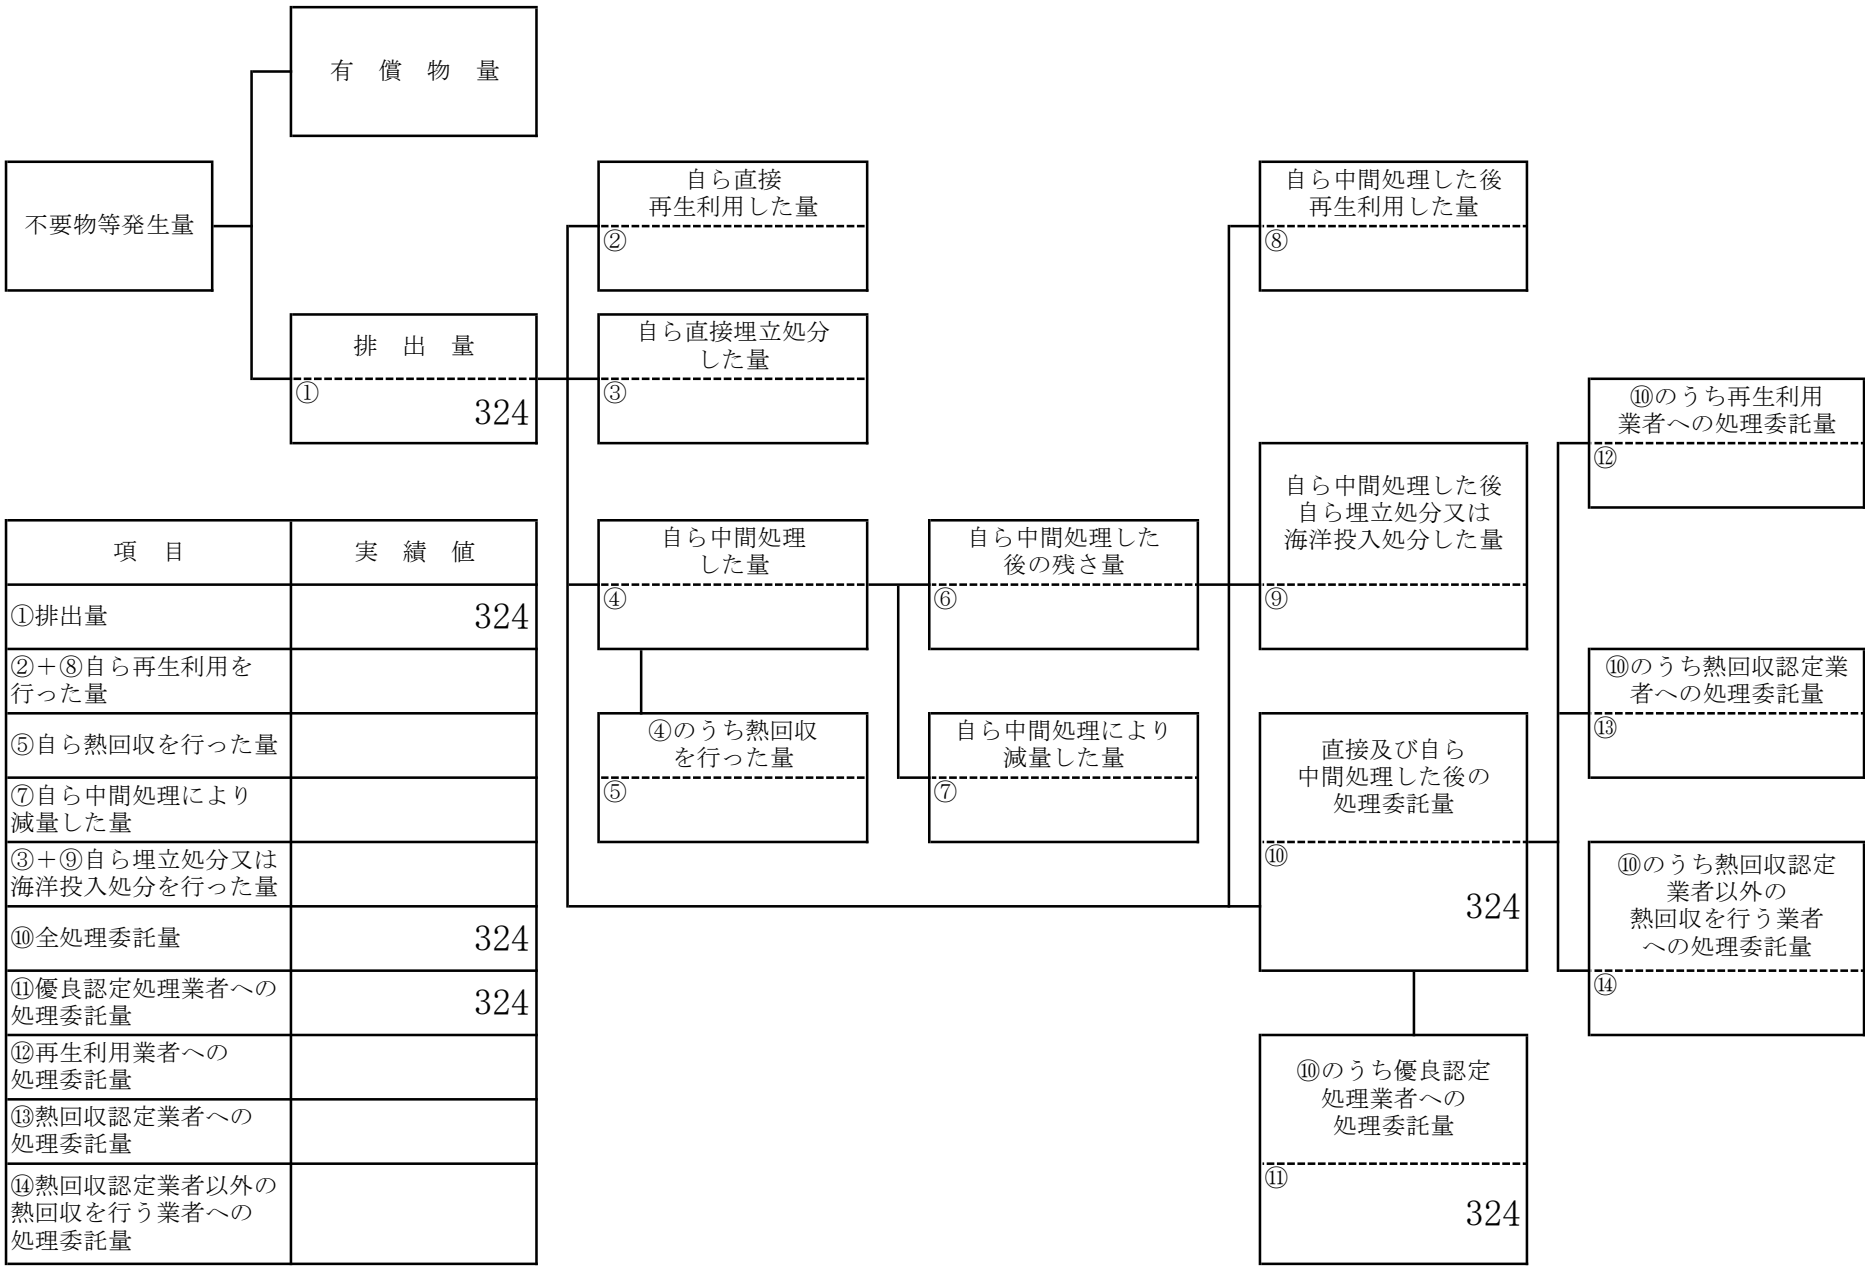 有　償　物　量
不要物等発生量
排　出　量
①
324
自ら直接
再生利用した量
②
自ら直接埋立処分
した量
③
自ら中間処理
した量
④
④のうち熱回収
を行った量
⑤
自ら中間処理した
後の残さ量
⑥
自ら中間処理により
減量した量
⑦
自ら中間処理した後
再生利用した量
⑧
自ら中間処理した後
自ら埋立処分又は
海洋投入処分した量
⑨
直接及び自ら
中間処理した後の
処理委託量
⑩
324
⑩のうち優良認定
処理業者への
処理委託量
⑪
324
⑩のうち再生利用
業者への処理委託量
⑫
⑩のうち熱回収認定業
者への処理委託量
⑬
⑩のうち熱回収認定
業者以外の
熱回収を行う業者
への処理委託量
⑭
項　目
実　績　値
①排出量
324
②＋⑧自ら再生利用を
行った量
⑤自ら熱回収を行った量
⑦自ら中間処理により
減量した量
③＋⑨自ら埋立処分又は
海洋投入処分を行った量
⑩全処理委託量
324
⑪優良認定処理業者への
処理委託量
324
⑫再生利用業者への
処理委託量
⑬熱回収認定業者への
処理委託量
⑭熱回収認定業者以外の
熱回収を行う業者への
処理委託量